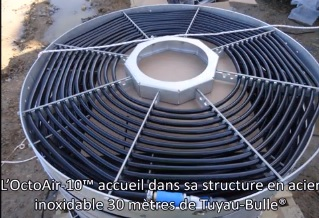 L'OctoAir-10™ accueil dans sa structure en acier
inoxidable 30 mètres de Tuyau-Bulle®